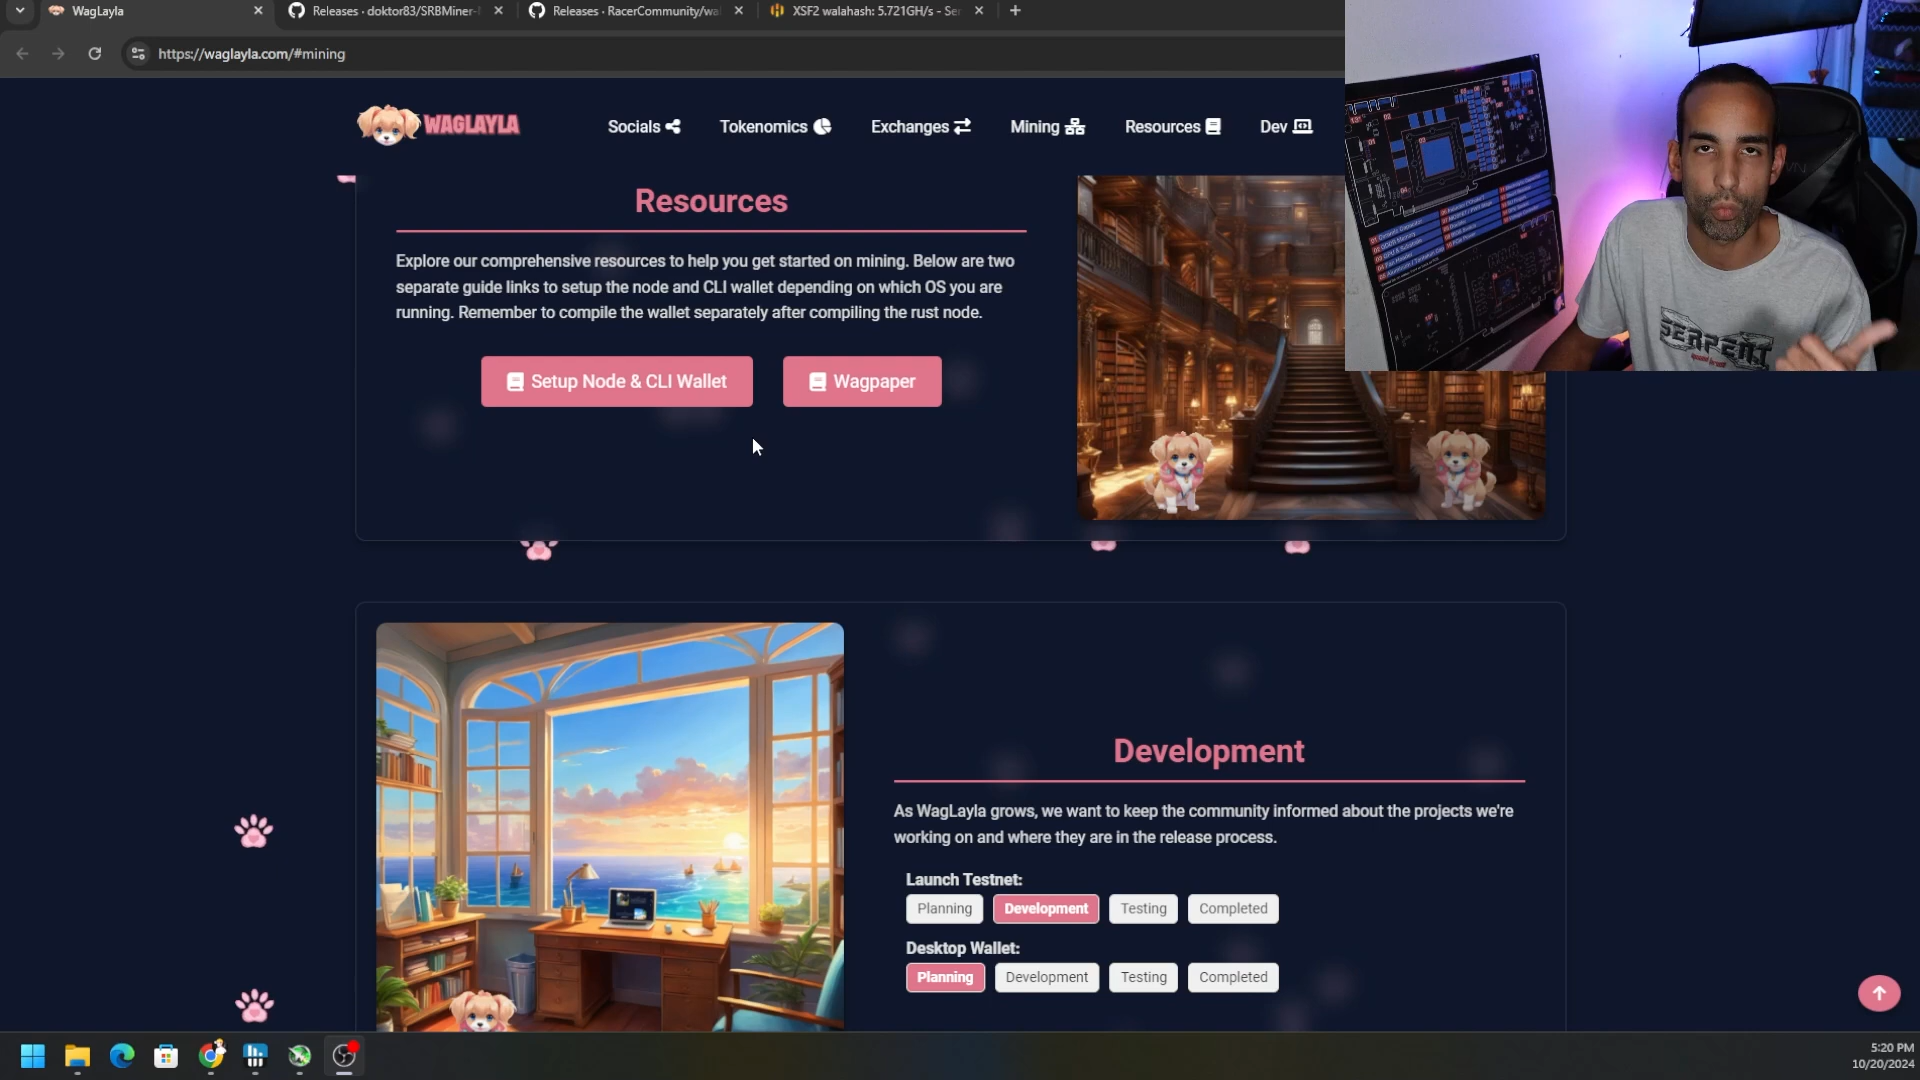 WagLayla
Releases · doktor83/SRBMiner-
Releases · RacerCommunity/wa
XSF2 walahash: 5.721GH/s - Se
https://waglayla.com/#mining
WAGLAYLA
Socials
Tokenomics
Exchanges
Mining
Resources
Dev
Resources
Explore our comprehensive resources to help you get started on mining. Below are two
separate guide links to setup the node and CLI wallet depending on which OS you are
running. Remember to compile the wallet separately after compiling the rust node.
Setup Node & CLI Wallet
Wagpaper
SERPENT
Development
As WagLayla grows, we want to keep the community informed about the projects we're
working on and where they are in the release process.
Launch Testnet:
Planning
Development
Testing
Completed
Desktop Wallet:
Planning
Development
Testing
Completed
5:20 PM
10/20/2024